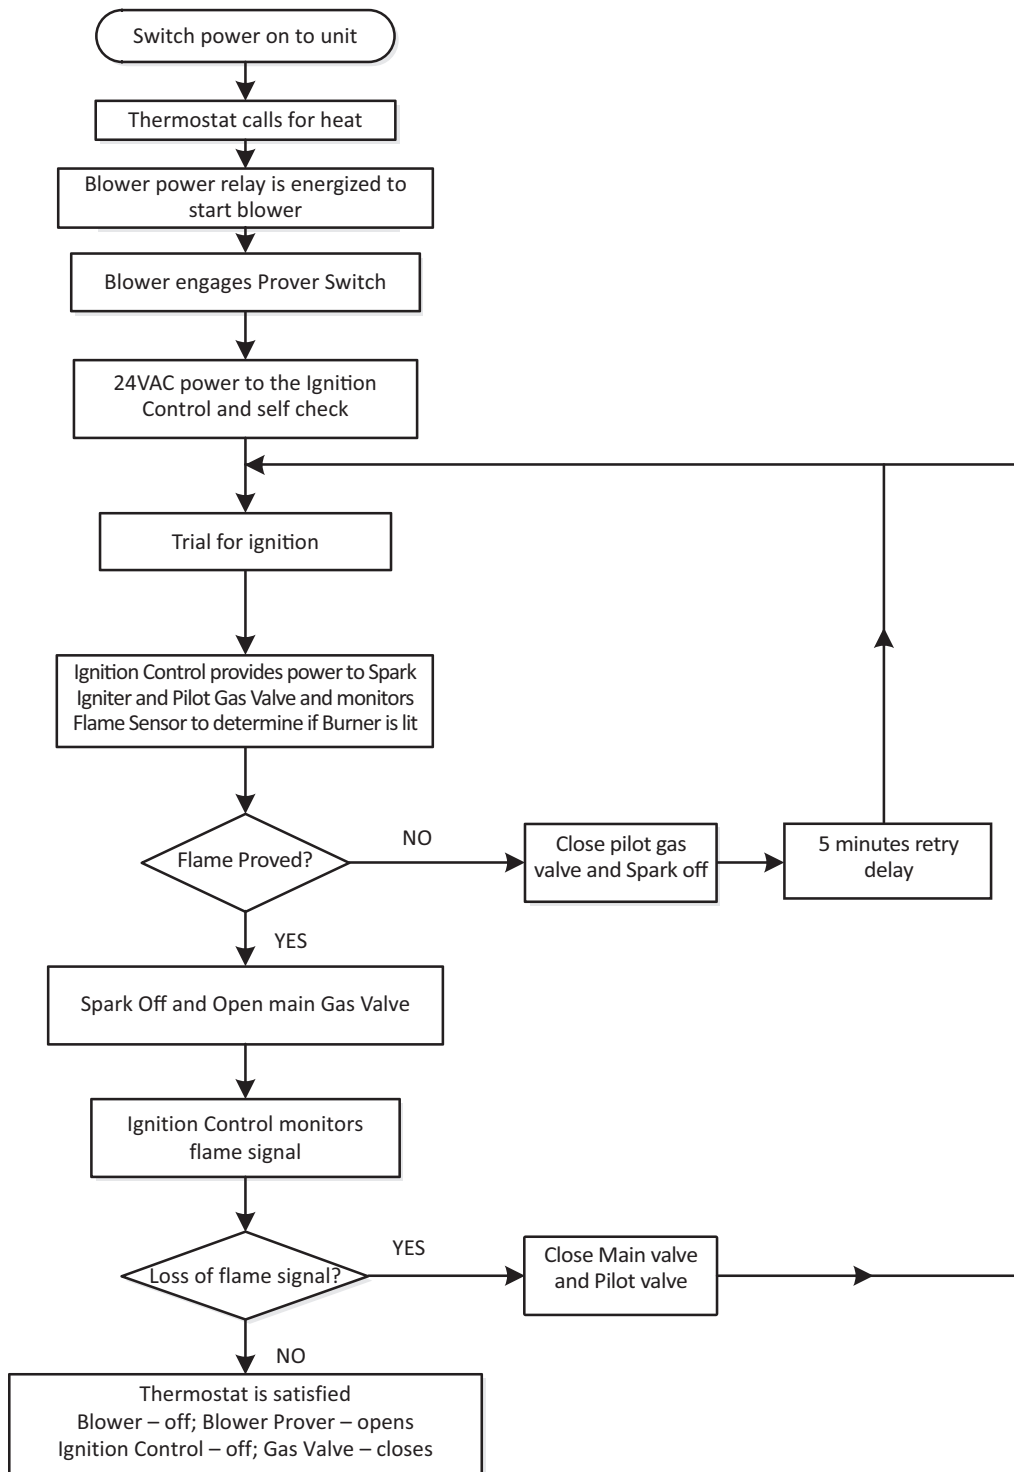 Switch power on to unit
Thermostat calls for heat
Blower power relay is energized to
start blower
Blower engages Prover Switch
24VAC power to the Ignition
Control and self check
Trial for ignition
Ignition Control provides power to Spark
Igniter and Pilot Gas Valve and monitors
Flame Sensor to determine if Burner is lit
Flame Proved?
NO
Close pilot gas
valve and Spark off
5 minutes retry
delay
YES
Spark Off and Open main Gas Valve
Ignition Control monitors
flame signal
Loss of flame signal?
YES
Close Main valve
and Pilot valve
NO
Thermostat is satisfied
Blower – off; Blower Prover – opens
Ignition Control – off; Gas Valve – closes